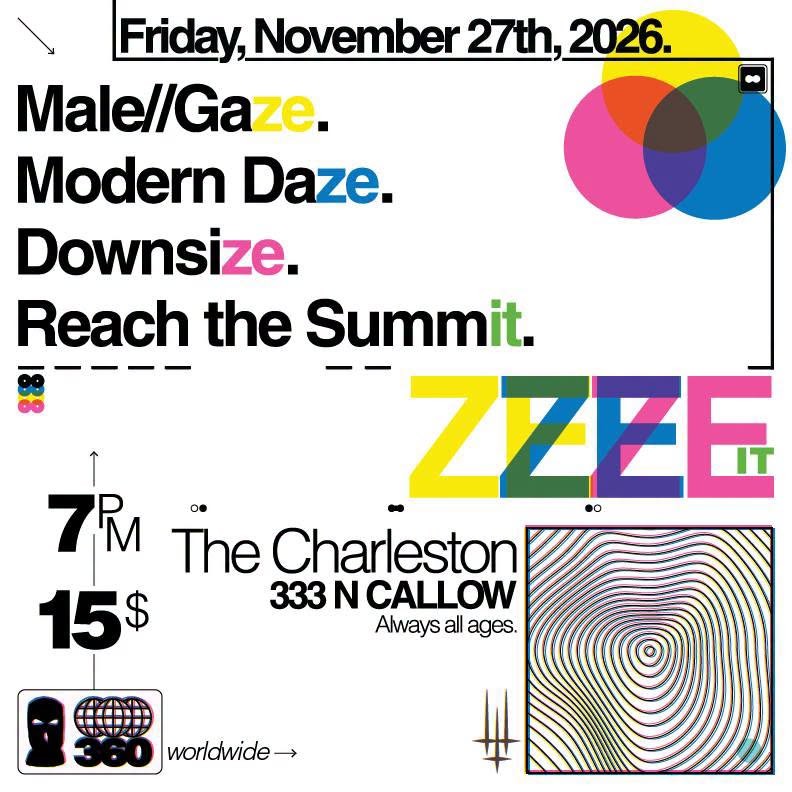 Friday, November 27th, 2026.
Male//Gaze.
Modern Daze.
Downsize.
Reach the Summit.
ZEEE
IT
7PM
The Charleston
333 N CALLOW
Always all ages.
15$
360
worldwide